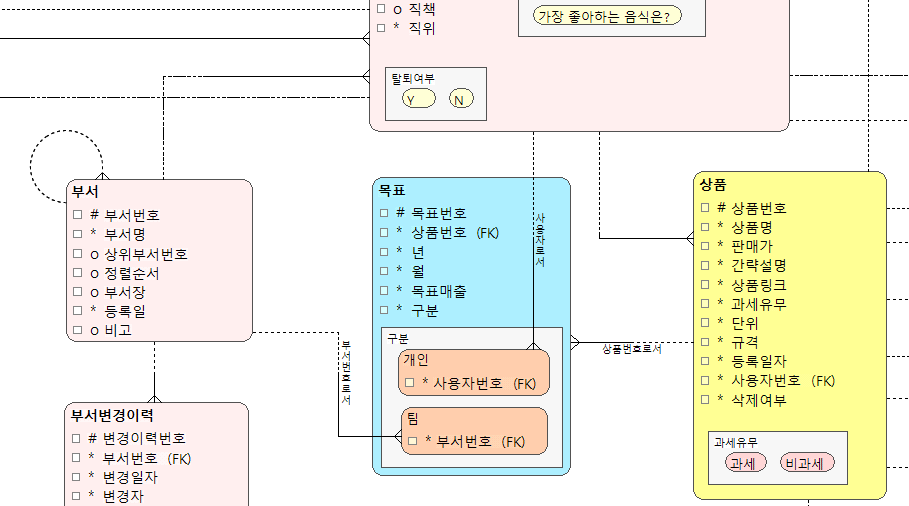 o 직책
* 직위
가장 좋아하는 음식은?
탈퇴여부
Y N
부서
# 부서번호
* 부서명
o 상위부서번호
o 정렬순서
o 부서장
* 등록일
o 비고
부서변경이력
# 변경이력번호
* 부서번호 (FK)
* 변경일자
* 변경자
부서번호로서
목표
# 목표번호
* 상품번호 (FK)
* 년
* 월
* 목표매출
* 구분
사용자로서
구분
개인
* 사용자번호 (FK)
팀
* 부서번호 (FK)
상품번호로서
상품
# 상품번호
* 상품명
* 판매가
* 간략설명
* 상품링크
* 과세유무
* 단위
* 규격
* 등록일자
* 사용자번호 (FK)
* 삭제여부
과세유무
과세 비과세